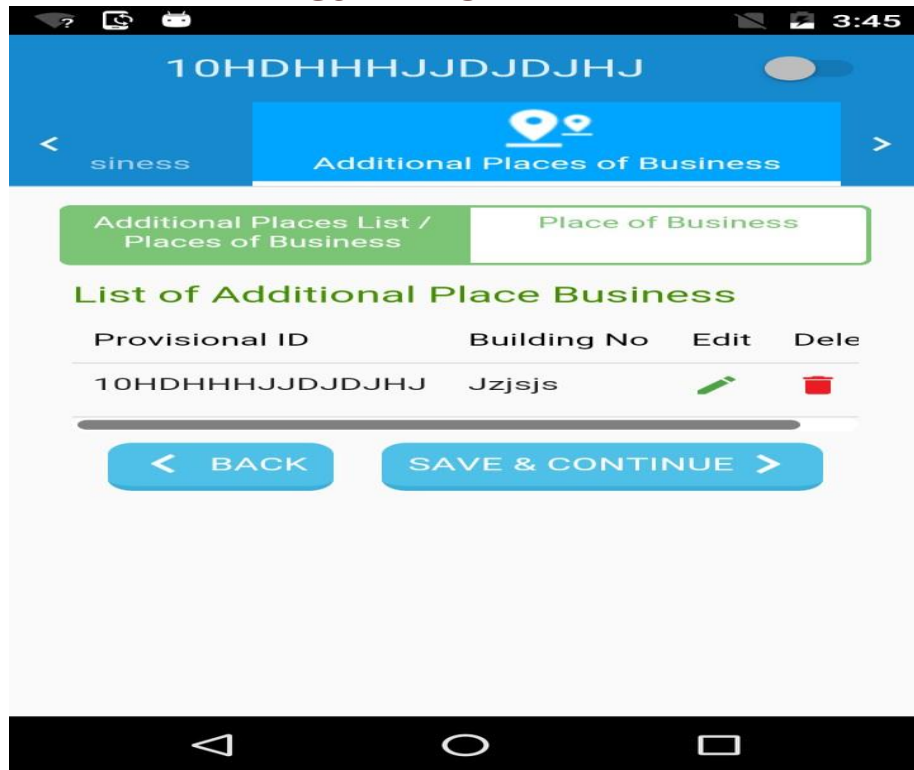 3:45
10HDHHHJJDJDJHJ
siness
Additional Places of Business
Additional Places List /
Places of Business
Place of Business
List of Additional Place Business
Provisional ID Building No Edit Dele
10HDHHHJJDJDJHJ Jzjsjs
BACK SAVE & CONTINUE